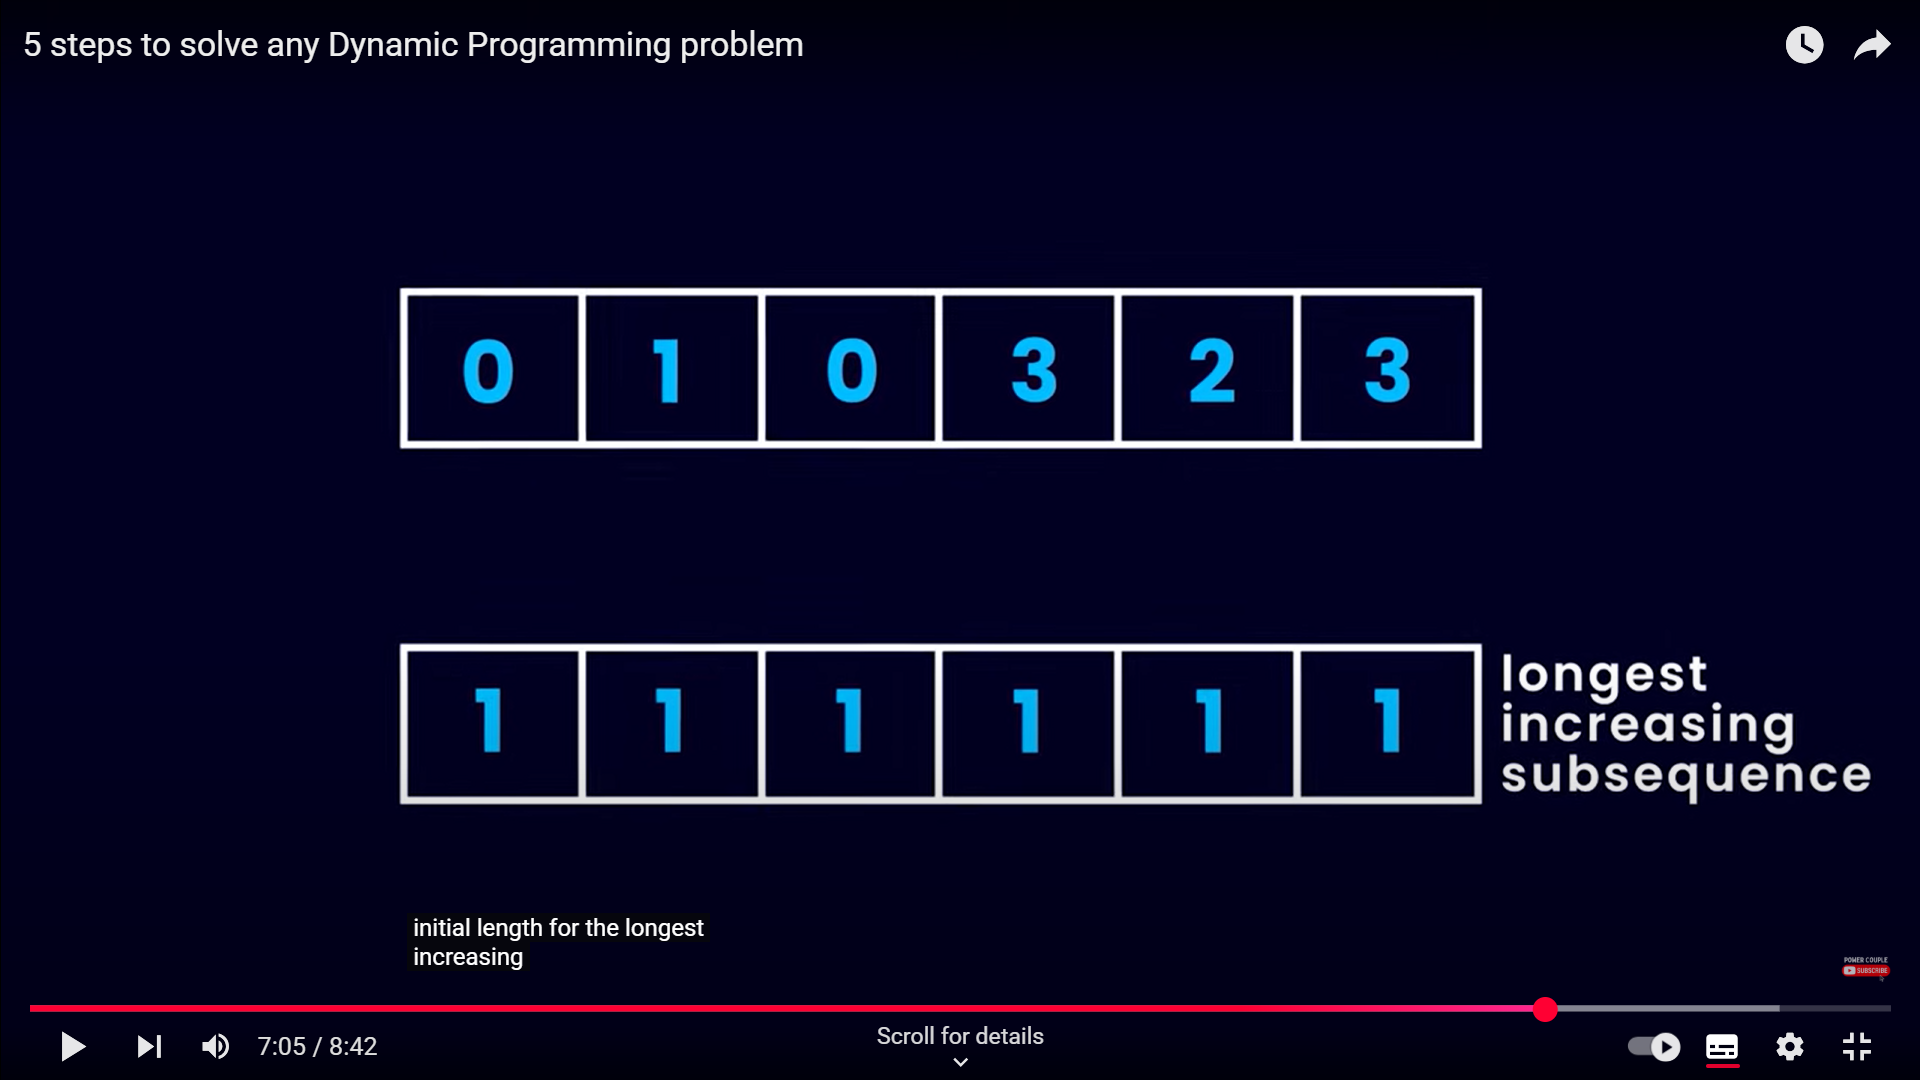 5 steps to solve any Dynamic Programming problem
0 1 0 3 2 3
1 1 1 1 1 1
longest
increasing
subsequence
initial length for the longest
increasing
POWER COUPLE
SUBSCRIBE
7:05 / 8:42
Scroll for details